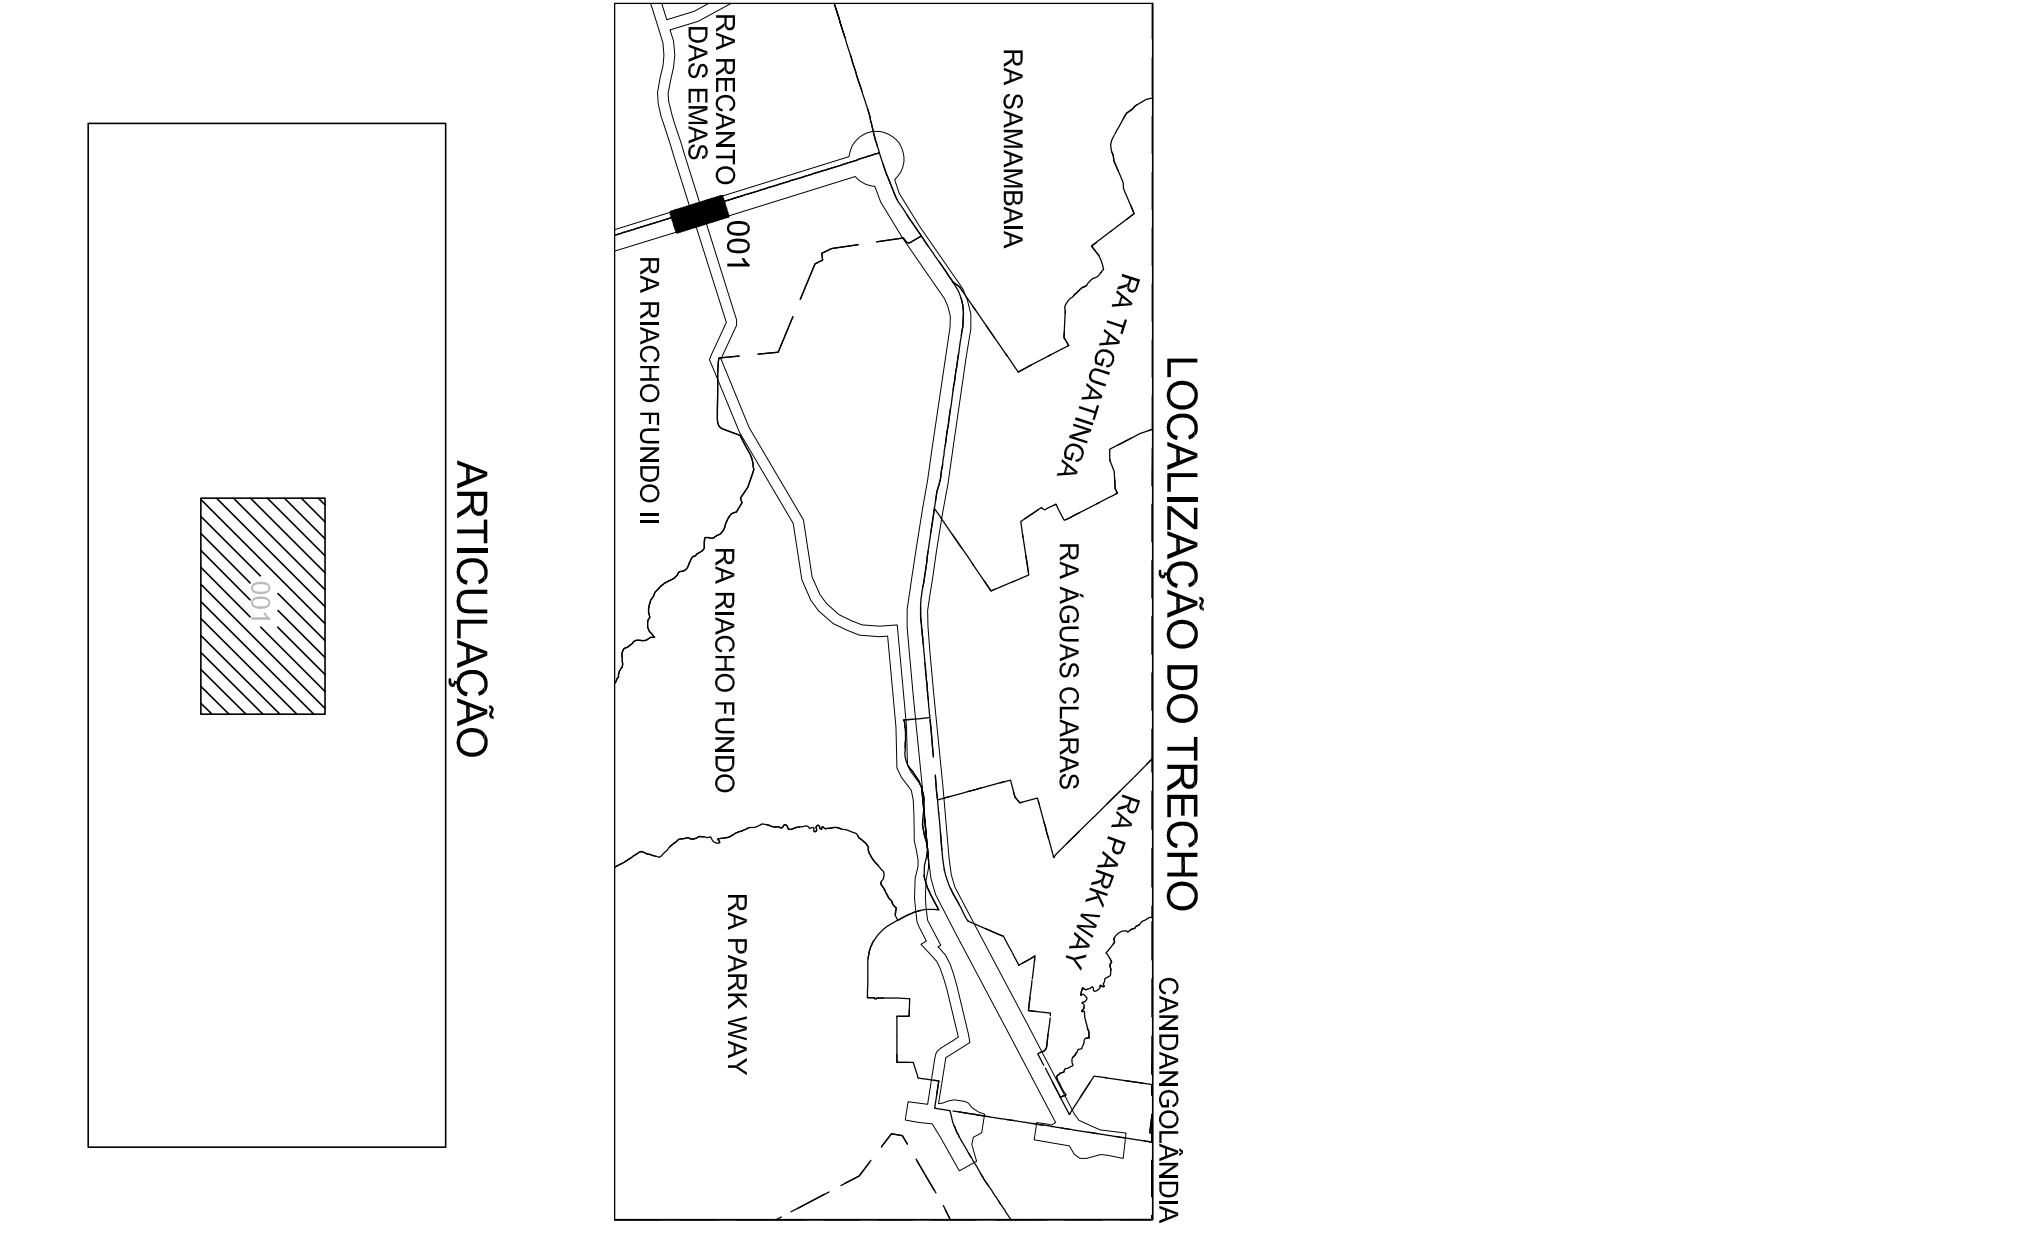 LOCALIZAÇÃO DO TRECHO
CANDANGOLÂNDIA
RA SAMAMBAIA
RA TAGUATINGA
RA ÁGUAS CLARAS
RA PARK WAY
RA RECANTO
DAS EMAS
001
RA RIACHO FUNDO II
RA RIACHO FUNDO
RA PARK WAY
ARTICULAÇÃO
001